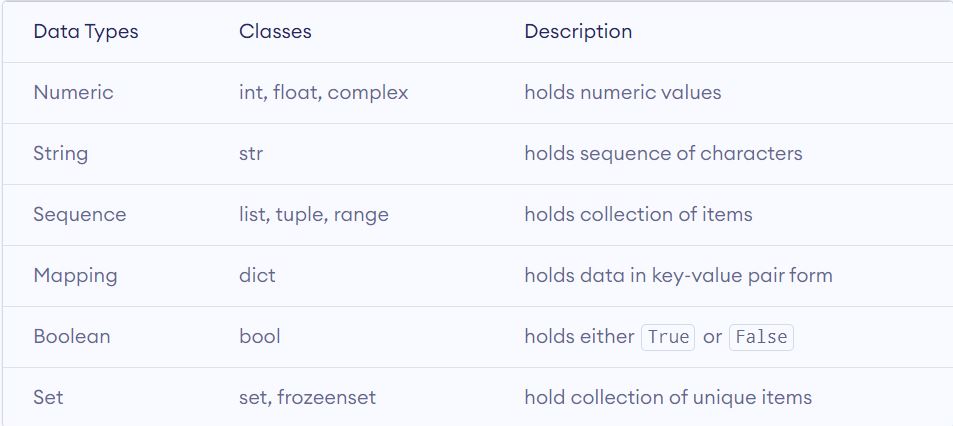 Data Types Classes Description
Numeric int, float, complex holds numeric values
String str holds sequence of characters
Sequence list, tuple, range holds collection of items
Mapping dict holds data in key-value pair form
Boolean bool holds either True or False
Set set, frozeenset hold collection of unique items